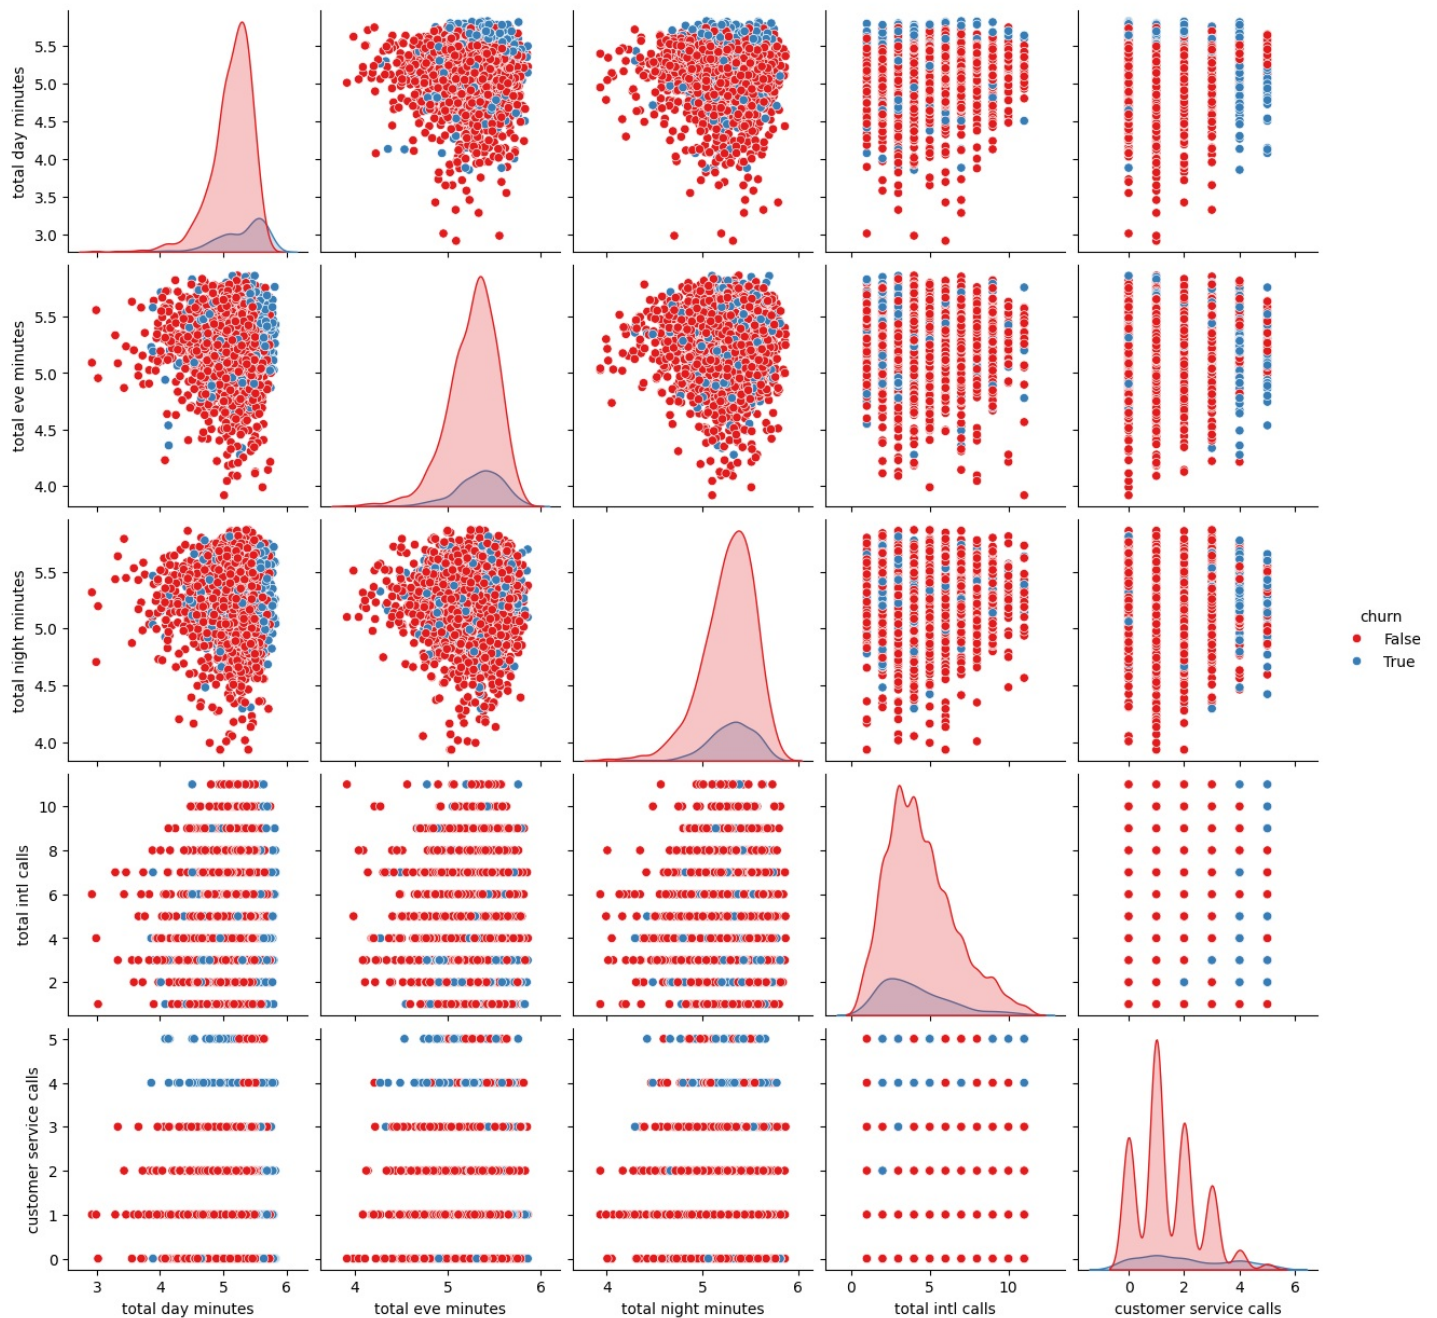 total day minutes
5.5
5.0
4.5
4.0
3.5
3.0
total eve minutes
5.5
5.0
4.5
4.0
total night minutes
5.5
5.0
4.5
4.0
churn
False
True
total intl calls
10
8
6
4
2
customer service calls
5
4
3
2
1
0
3 4 5 6 4 5 6 4 5 6 0 5 10 0 2 4 6
total day minutes total eve minutes total night minutes total intl calls customer service calls